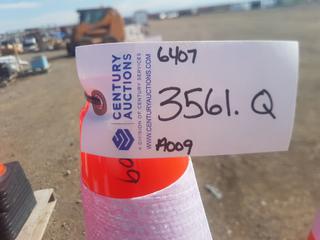 6407
CENTURY
AUCTIONS
A DIVISION OF CENTURY SERVICES
WWW.CENTURYAUCTIONS.COM
3561.Q
A009